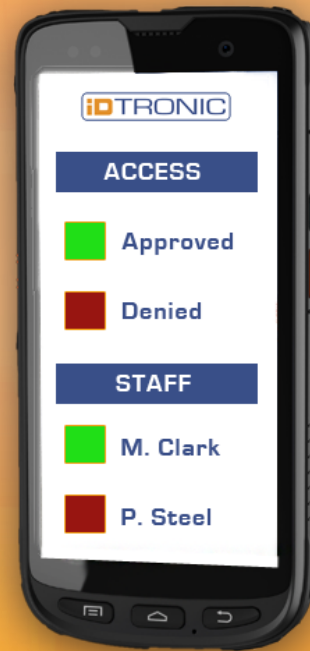 iDTRONIC
ACCESS
Approved
Denied
STAFF
M. Clark
P. Steel